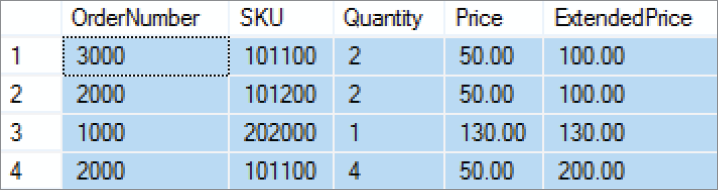 OrderNumber SKU Quantity Price ExtendedPrice
1 3000 101100 2 50.00 100.00
2 2000 101200 2 50.00 100.00
3 1000 202000 1 130.00 130.00
4 2000 101100 4 50.00 200.00